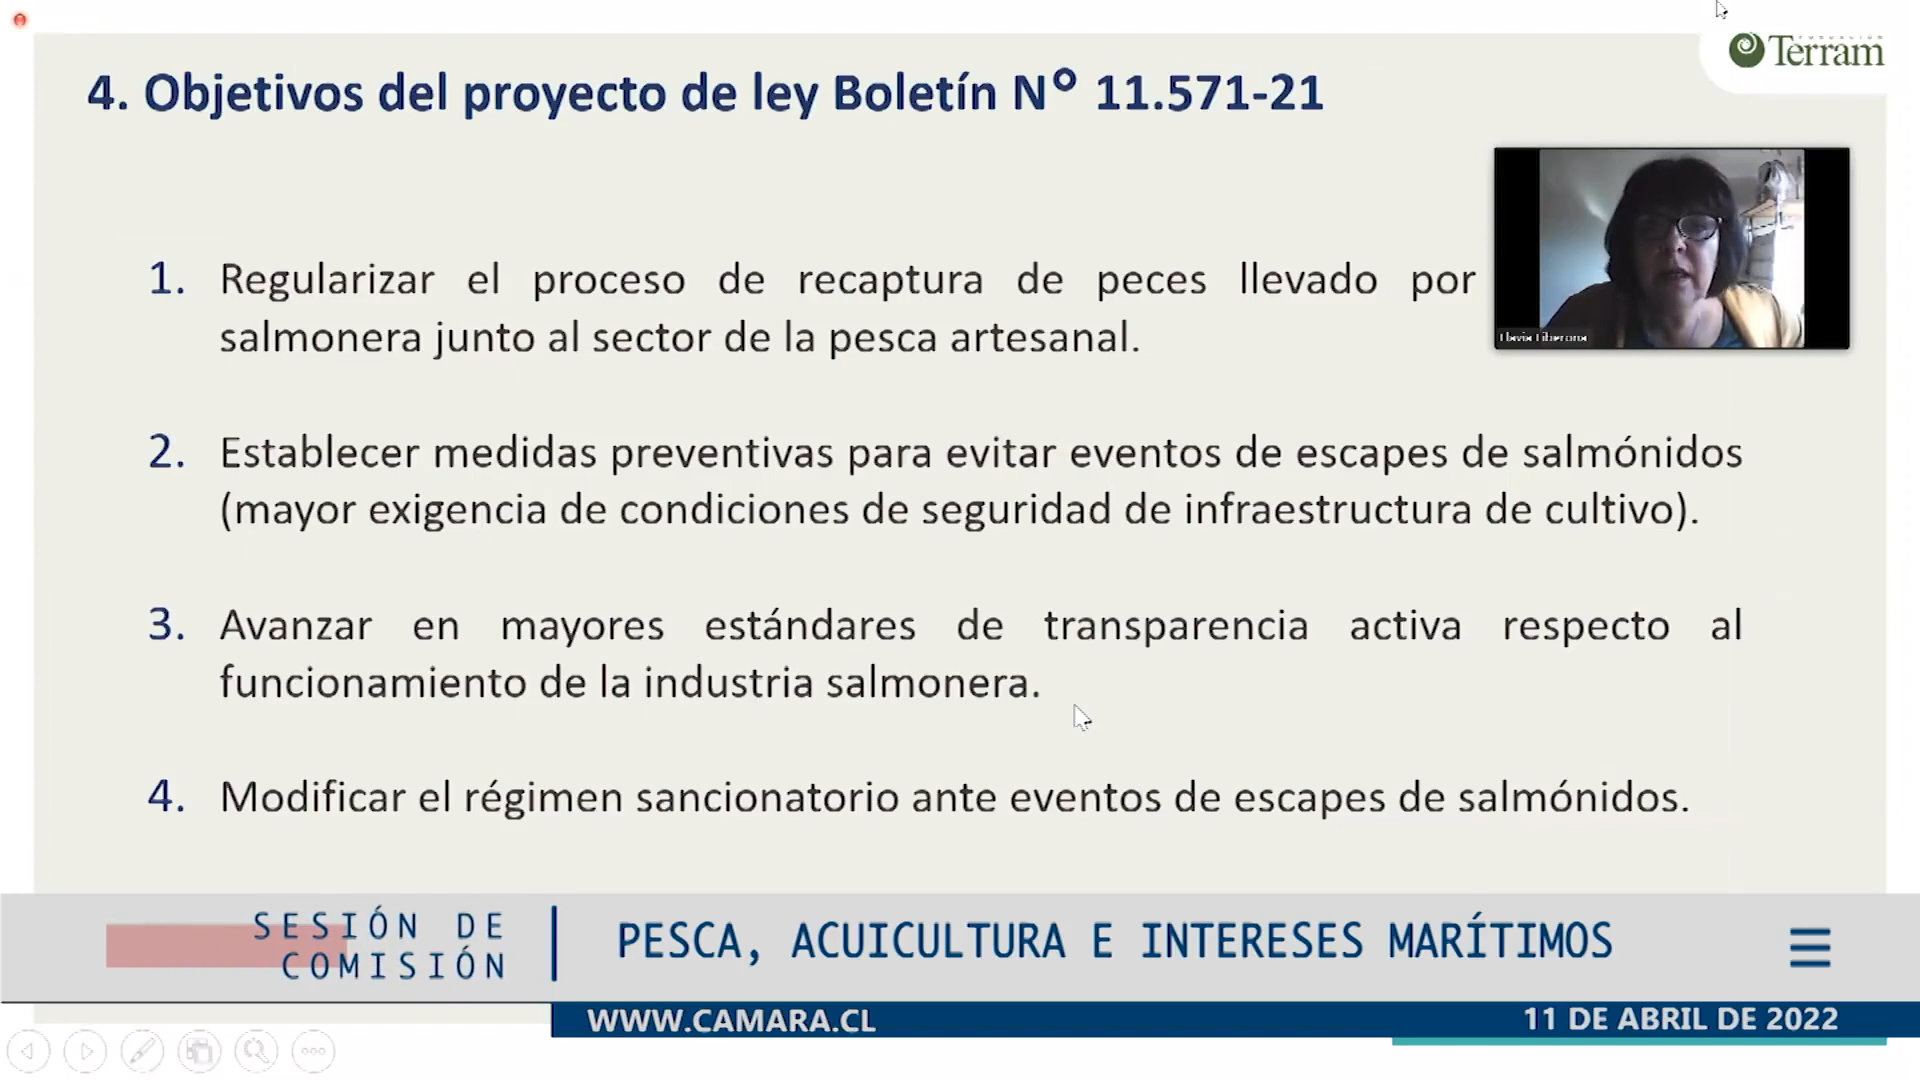 FUNDACIÓN
Terram
4. Objetivos del proyecto de ley Boletín N° 11.571-21
1. Regularizar el proceso de recaptura de peces llevado por
salmonera junto al sector de la pesca artesanal.
Flavia Liberona
2. Establecer medidas preventivas para evitar eventos de escapes de salmónidos
(mayor exigencia de condiciones de seguridad de infraestructura de cultivo).
3. Avanzar en mayores estándares de transparencia activa respecto al
funcionamiento de la industria salmonera.
4. Modificar el régimen sancionatorio ante eventos de escapes de salmónidos.
SESIÓN DE
COMISIÓN
PESCA, ACUICULTURA E INTERESES MARÍTIMOS
WWW.CAMARA.CL
11 DE ABRIL DE 2022